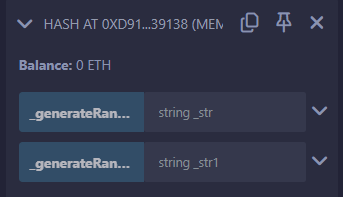 HASH AT 0XD91...39138 (MEM
Balance: 0 ETH
_generateRan... string _str
_generateRan... string _str1